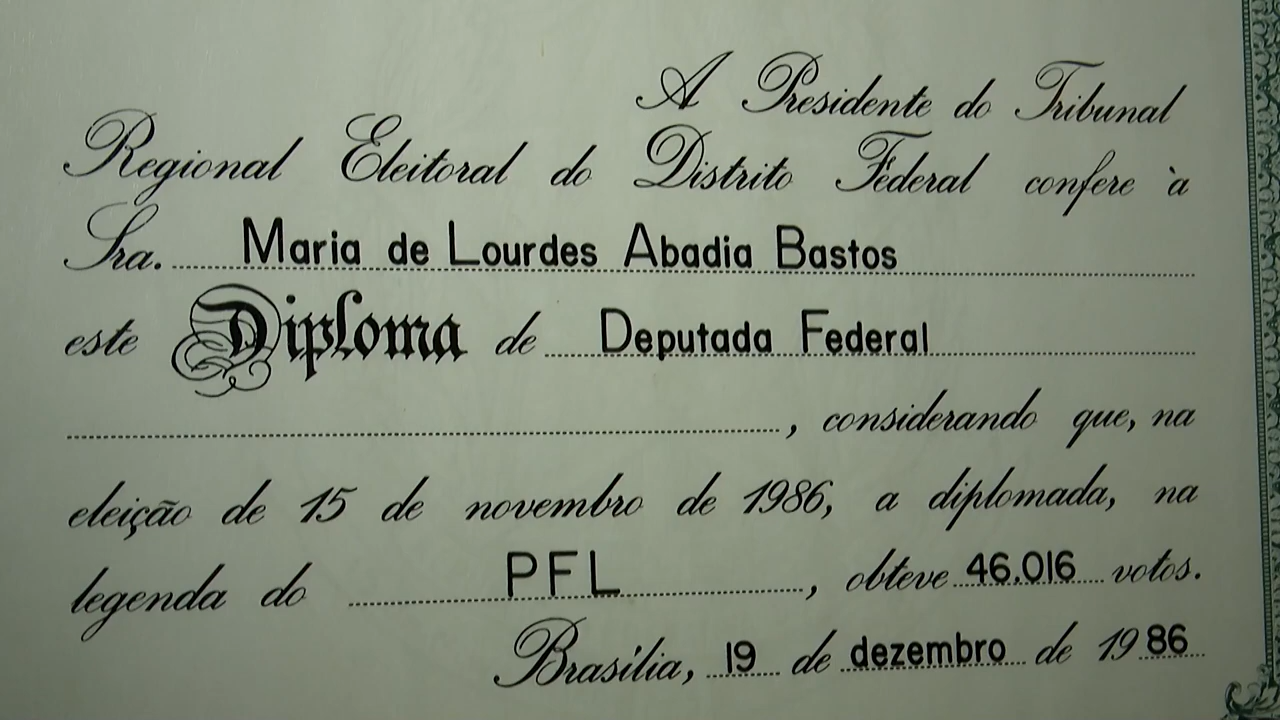 A Presidente do Tribunal
Regional Eleitoral do Distrito Federal confere à
Sra. Maria de Lourdes Abadia Bastos
este Diploma de Deputada Federal
, considerando que, na
eleição de 15 de novembro de 1986, a diplomada, na
legenda do PFL, obteve 46.016 votos.
Brasília, 19 de dezembro de 1986